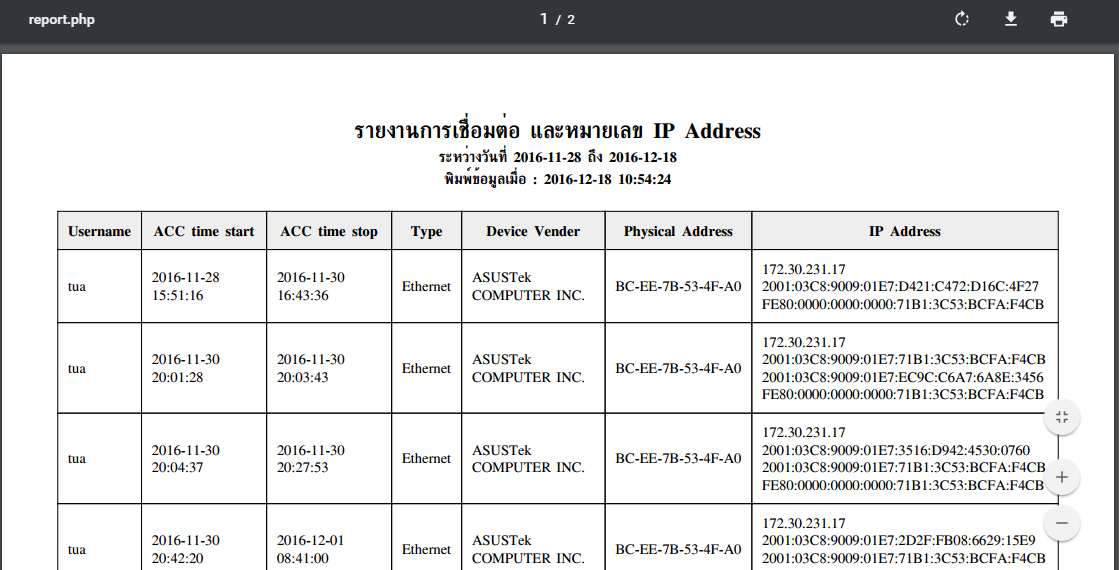 report.php
1 / 2
รายงานการเชื่อมต่อ และหมายเลข IP Address
ระหว่างวันที่ 2016-11-28 ถึง 2016-12-18
พิมพ์ข้อมูลเมื่อ : 2016-12-18 10:54:24
Username ACC time start ACC time stop Type Device Vender Physical Address IP Address
tua 2016-11-28 15:51:16 2016-11-30 16:43:36 Ethernet ASUSTek COMPUTER INC. BC-EE-7B-53-4F-A0 172.30.231.17
2001:03C8:9009:01E7:D421:C472:D16C:4F27
FE80:0000:0000:0000:71B1:3C53:BCFA:F4CB
tua 2016-11-30 20:01:28 2016-11-30 20:03:43 Ethernet ASUSTek COMPUTER INC. BC-EE-7B-53-4F-A0 172.30.231.17
2001:03C8:9009:01E7:71B1:3C53:BCFA:F4CB
2001:03C8:9009:01E7:EC9C:C6A7:6A8E:3456
FE80:0000:0000:0000:71B1:3C53:BCFA:F4CB
tua 2016-11-30 20:04:37 2016-11-30 20:27:53 Ethernet ASUSTek COMPUTER INC. BC-EE-7B-53-4F-A0 172.30.231.17
2001:03C8:9009:01E7:3516:D942:4530:0760
2001:03C8:9009:01E7:71B1:3C53:BCFA:F4CB
FE80:0000:0000:0000:71B1:3C53:BCFA:F4CB
tua 2016-11-30 20:42:20 2016-12-01 08:41:00 Ethernet ASUSTek COMPUTER INC. BC-EE-7B-53-4F-A0 172.30.231.17
2001:03C8:9009:01E7:2D2F:FB08:6629:15E9
2001:03C8:9009:01E7:71B1:3C53:BCFA:F4CB